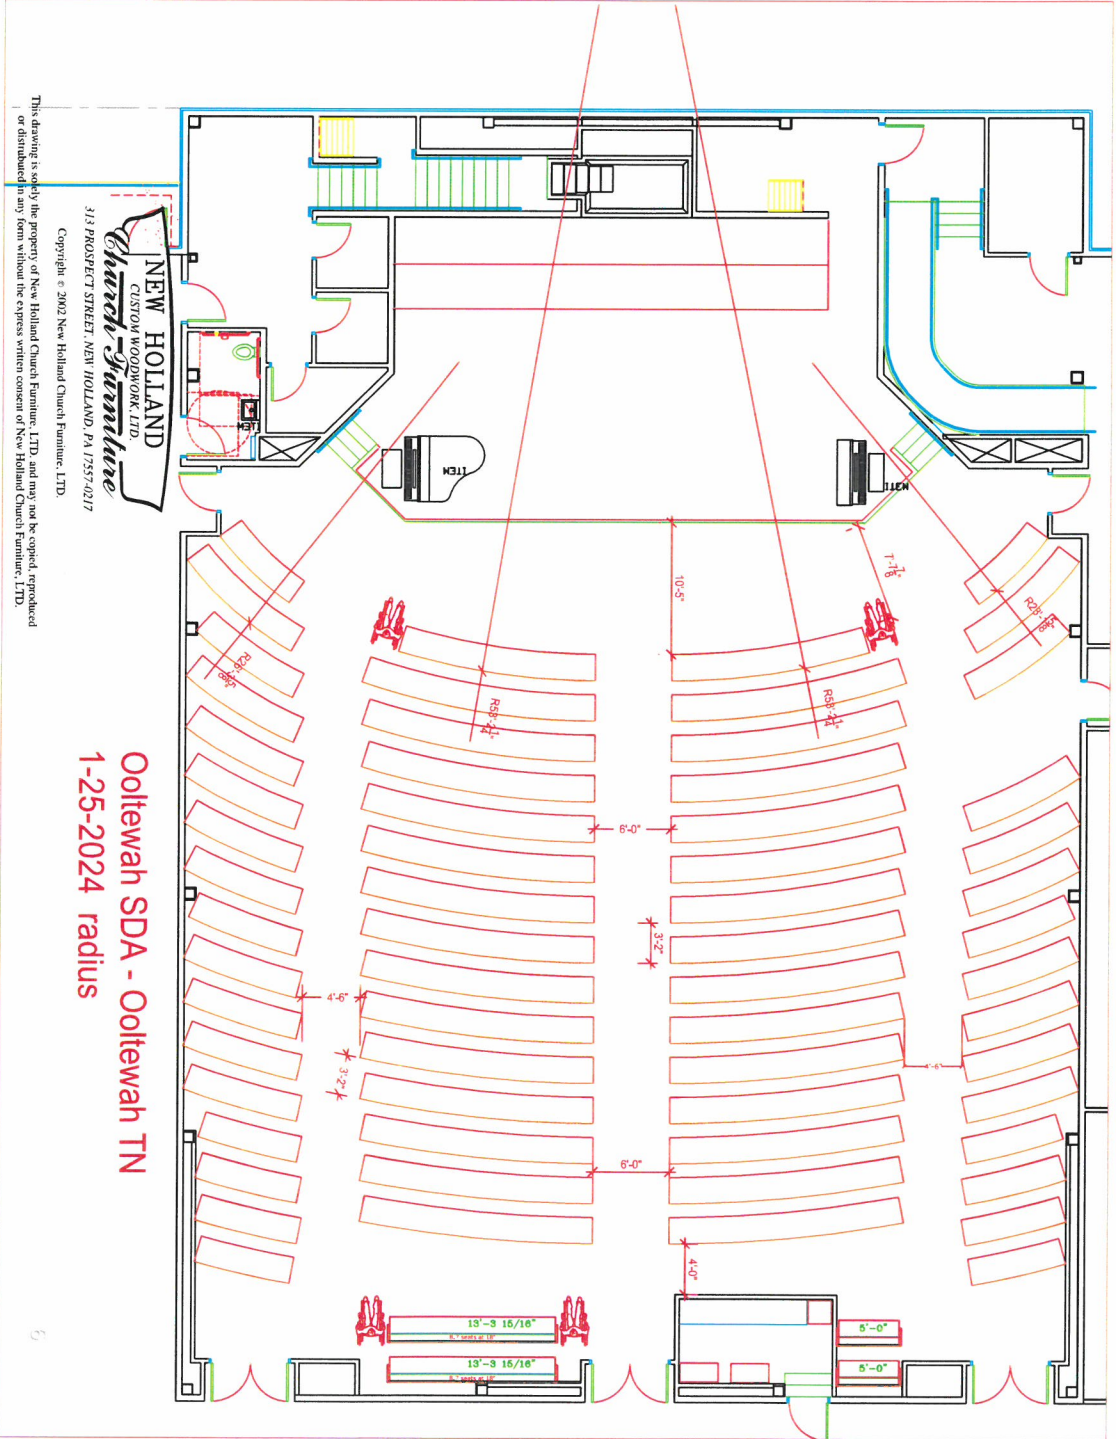 NEW HOLLAND
CUSTOM WOODWORK, LTD.
Church Furniture
313 PROSPECT STREET, NEW HOLLAND, PA 17557-0217
Copyright © 2002 New Holland Church Furniture, LTD.
This drawing is solely the property of New Holland Church Furniture, LTD. and may not be copied, reproduced
or distrubuted in any form without the express written consent of New Holland Church Furniture, LTD.
Ooltewah SDA - Ooltewah TN
1-25-2024 radius
ITEM
ITEM
ITEM
10'-5"
6'-0"
3'-2"
4'-6"
3'-2"
4'-6"
6'-0"
4'-0"
13'-3 15/16"
13'-3 15/16"
5'-0"
5'-0"